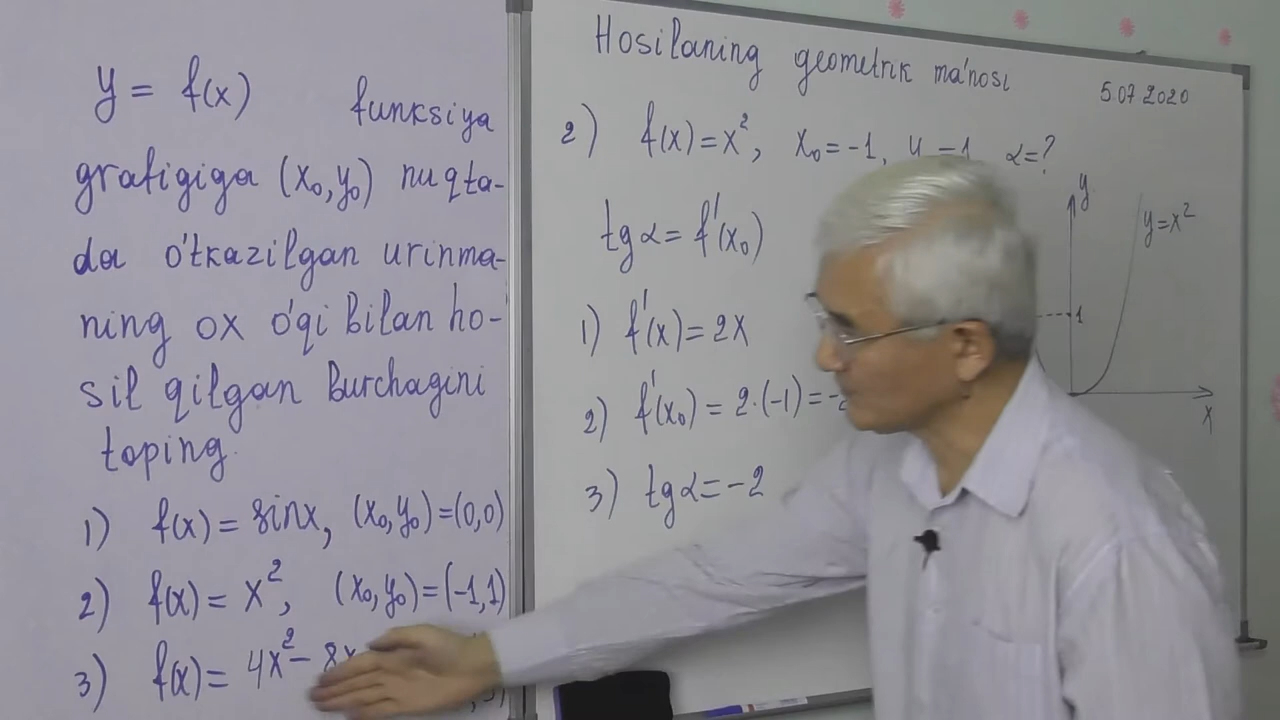 y = f(x) funksiya
grafigiga (x₀,y₀) nuqta-
da o'tkazilgan urinma-
ning ox o'qi bilan ho-
sil qilgan burchagini
toping.
1) f(x) = sinx, (x₀,y₀)=(0,0)
2) f(x) = x², (x₀,y₀)=(-1,1)
3) f(x)= 4x²- 8x
Hosilaning geometrik ma'nosi
5.07.2020
2) f(x)=x², x₀=-1, α=?
tgα= f'(x₀)
1) f'(x)=2x
2) f'(x₀) = 2·(-1)=
3) tgα=-2
y
y=x²
1
x